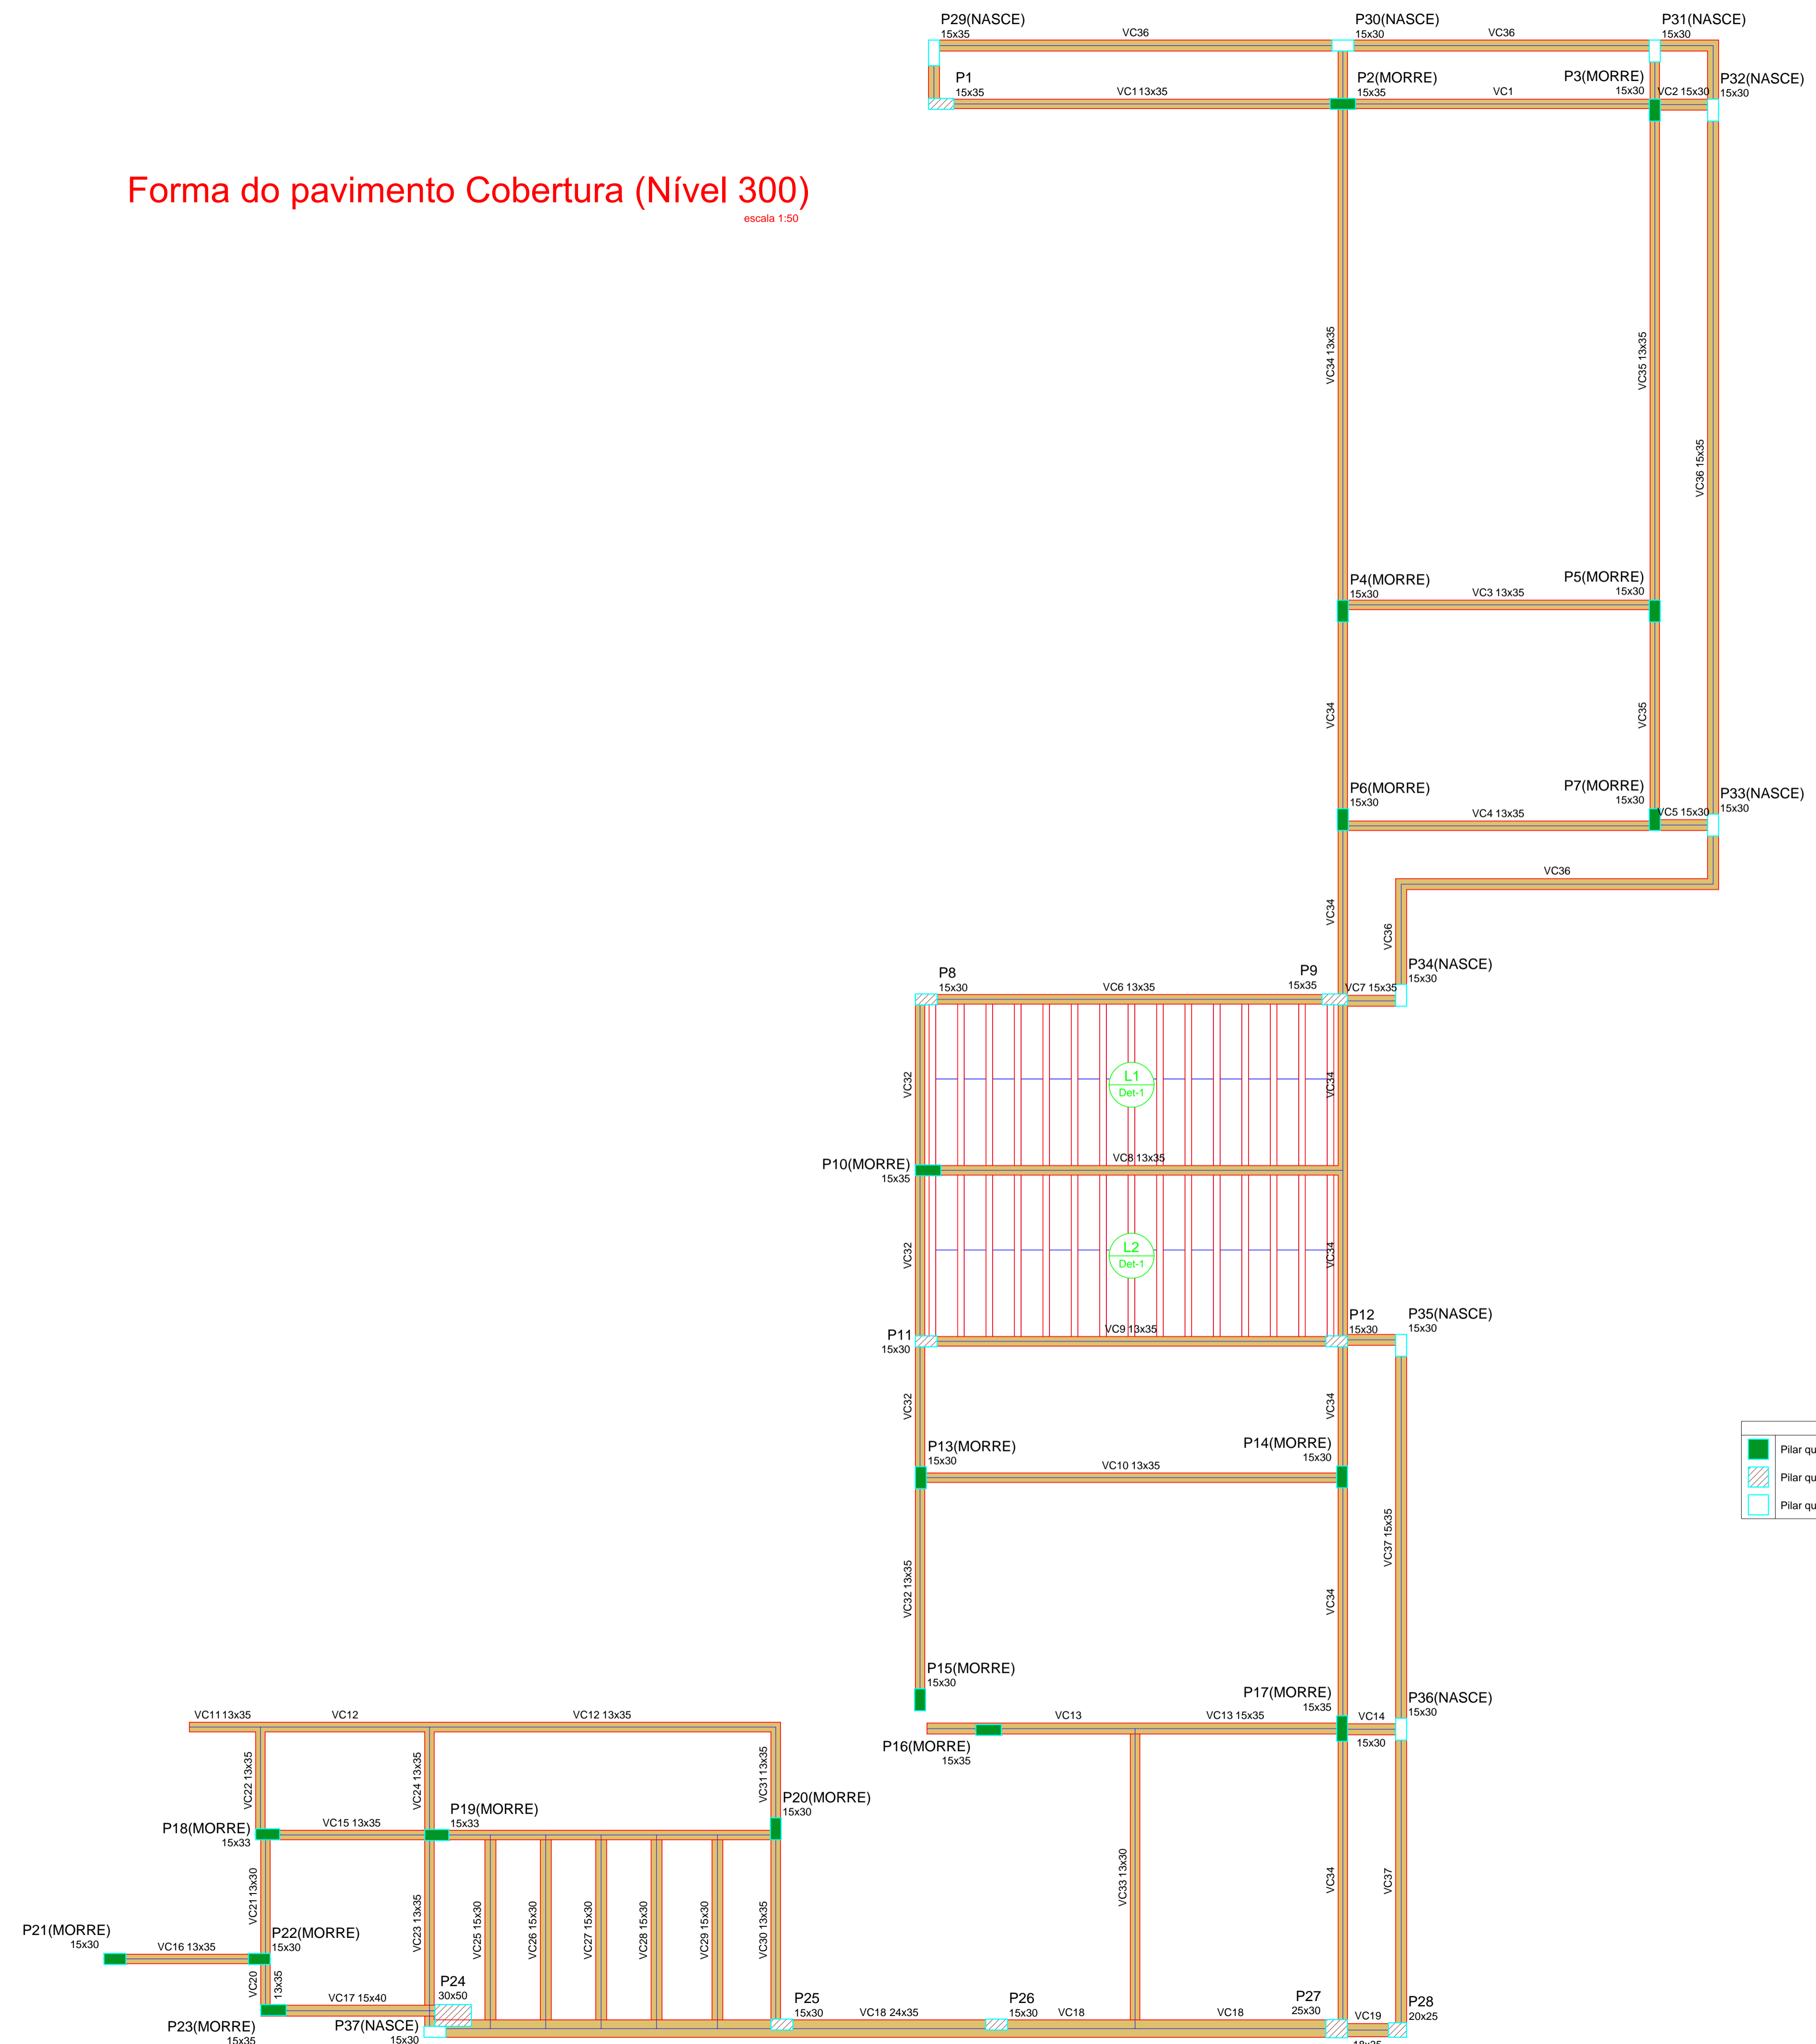 P29(NASCE)
15x35
VC36
P30(NASCE)
15x30
VC36
P31(NASCE)
15x30
P1
15x35
VC1 13x35
P2(MORRE)
15x35
VC1
P3(MORRE)
15x30
VC2 15x30
P32(NASCE)
15x30
Forma do pavimento Cobertura (Nível 300)
escala 1:50
VC34 13x35
VC35 13x35
VC36 15x35
P4(MORRE)
15x30
VC3 13x35
P5(MORRE)
15x30
VC34
VC35
P6(MORRE)
15x30
VC4 13x35
P7(MORRE)
15x30
VC5 15x30
P33(NASCE)
15x30
VC36
VC34
VC36
P8
15x30
VC6 13x35
P9
15x35
VC7 15x35
P34(NASCE)
15x30
VC32
L1
Det-1
VC34
P10(MORRE)
15x35
VC8 13x35
VC32
L2
Det-1
VC34
P11
15x30
VC9 13x35
P12
15x30
P35(NASCE)
15x30
VC32
VC34
P13(MORRE)
15x30
VC10 13x35
P14(MORRE)
15x30
Pilar qu
Pilar qu
Pilar qu
VC32 13x35
VC34
VC37 15x35
P15(MORRE)
15x30
P17(MORRE)
15x35
P36(NASCE)
15x30
VC11 13x35
VC12
VC12 13x35
VC13
VC13 15x35
VC14
15x30
P16(MORRE)
15x35
VC22 13x35
VC24 13x35
VC31 13x35
P20(MORRE)
15x30
P18(MORRE)
15x33
VC15 13x35
P19(MORRE)
15x33
VC21 13x30
VC23 13x35
VC25 15x30
VC26 15x30
VC27 15x30
VC28 15x30
VC29 15x30
VC30 13x35
VC33 13x30
VC34
VC37
P21(MORRE)
15x30
VC16 13x35
P22(MORRE)
15x30
VC20
13x35
VC17 15x40
P24
30x50
P25
15x30
VC18 24x35
P26
15x30
VC18
VC18
P27
25x30
VC19
18x35
P28
20x25
P23(MORRE)
15x35
P37(NASCE)
15x30